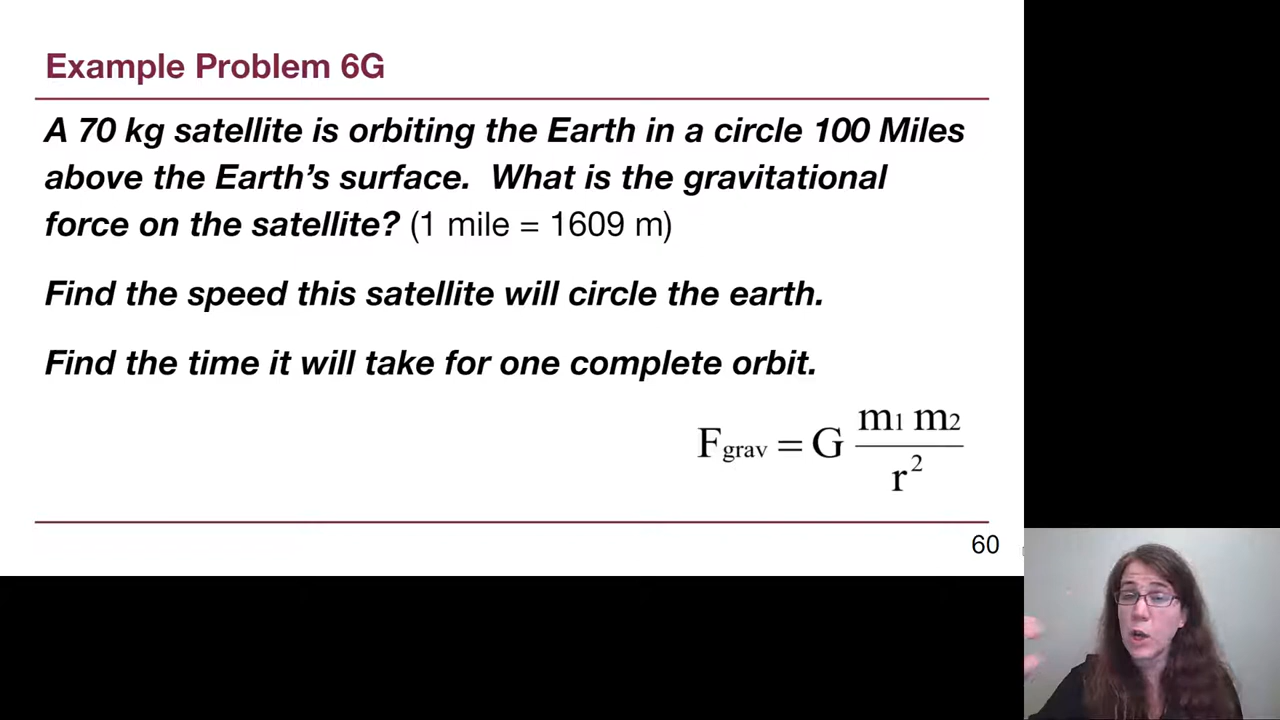 Example Problem 6G
A 70 kg satellite is orbiting the Earth in a circle 100 Miles
above the Earth’s surface.  What is the gravitational
force on the satellite? (1 mile = 1609 m)
Find the speed this satellite will circle the earth.
Find the time it will take for one complete orbit.
Fgrav = G m1 m2 / r²
60